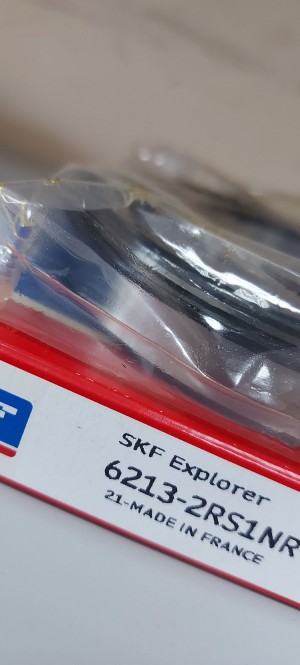 SKF Explorer
6213-2RS1NR
21-MADE IN FRANCE